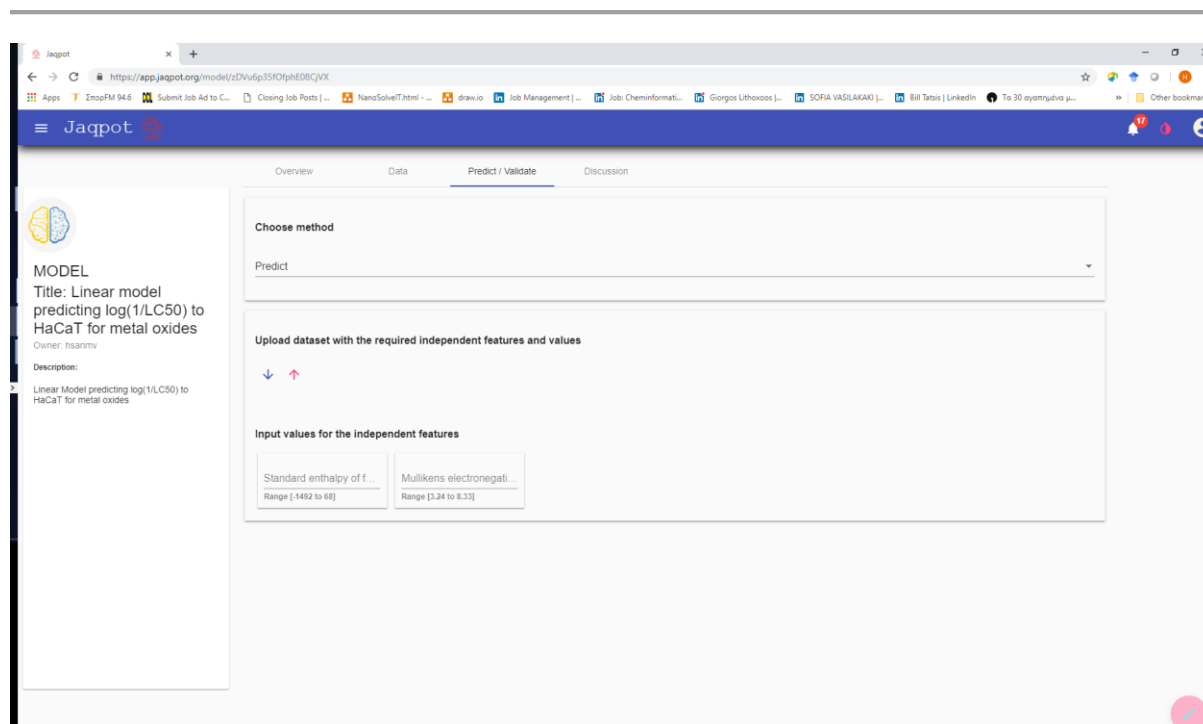 Jaqpot
https://app.jaqpot.org/model/zDVu6p35fOfphE08CjVX
Apps ΣπορFM 94.6 Submit Job Ad to C... Closing Job Posts | ... NanoSolveIT.html - ... draw.io Job Management | ... Job: Cheminformati... Giorgos Lithoxoos |... SOFIA VASILAKAKI |... Bill Tatsis | LinkedIn Τα 30 αγαπημένα μ... » Other bookmar
Jaqpot
17
Overview Data Predict / Validate Discussion
MODEL
Title: Linear model
predicting log(1/LC50) to
HaCaT for metal oxides
Owner: hsarimv
Description:
Linear Model predicting log(1/LC50) to
HaCaT for metal oxides
Choose method
Predict
Upload dataset with the required independent features and values
Input values for the independent features
Standard enthalpy of f... Mullikens electronegati...
Range [-1492 to 68] Range [3.24 to 8.33]